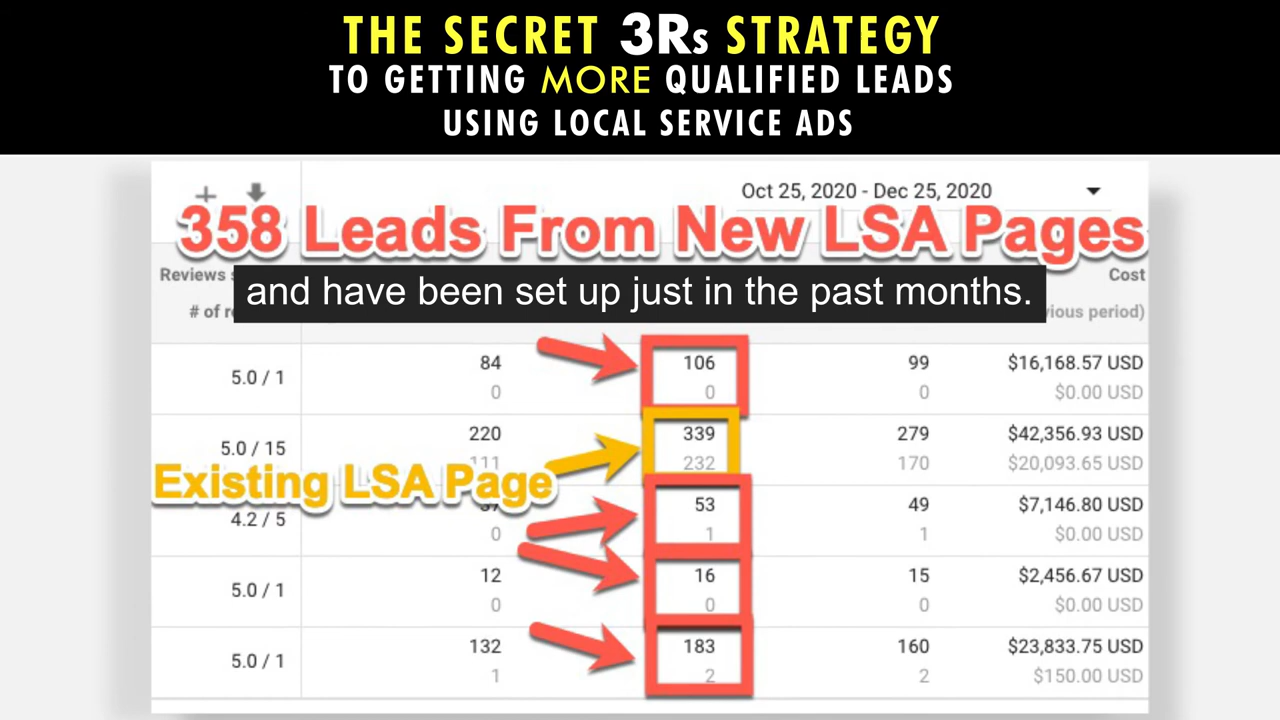 THE SECRET 3Rs STRATEGY
TO GETTING MORE QUALIFIED LEADS
USING LOCAL SERVICE ADS
Oct 25, 2020 - Dec 25, 2020
358 Leads From New LSA Pages
Reviews Cost
and have been set up just in the past months.
# of vious period)
5.0 / 1 84 106 99 $16,168.57 USD
0 0 0 $0.00 USD
5.0 / 15 220 339 279 $42,356.93 USD
111 232 170 $20,093.65 USD
Existing LSA Page
4.2 / 5 53 49 $7,146.80 USD
0 1 1 $0.00 USD
5.0 / 1 12 16 15 $2,456.67 USD
0 0 0 $0.00 USD
5.0 / 1 132 183 160 $23,833.75 USD
1 2 2 $150.00 USD